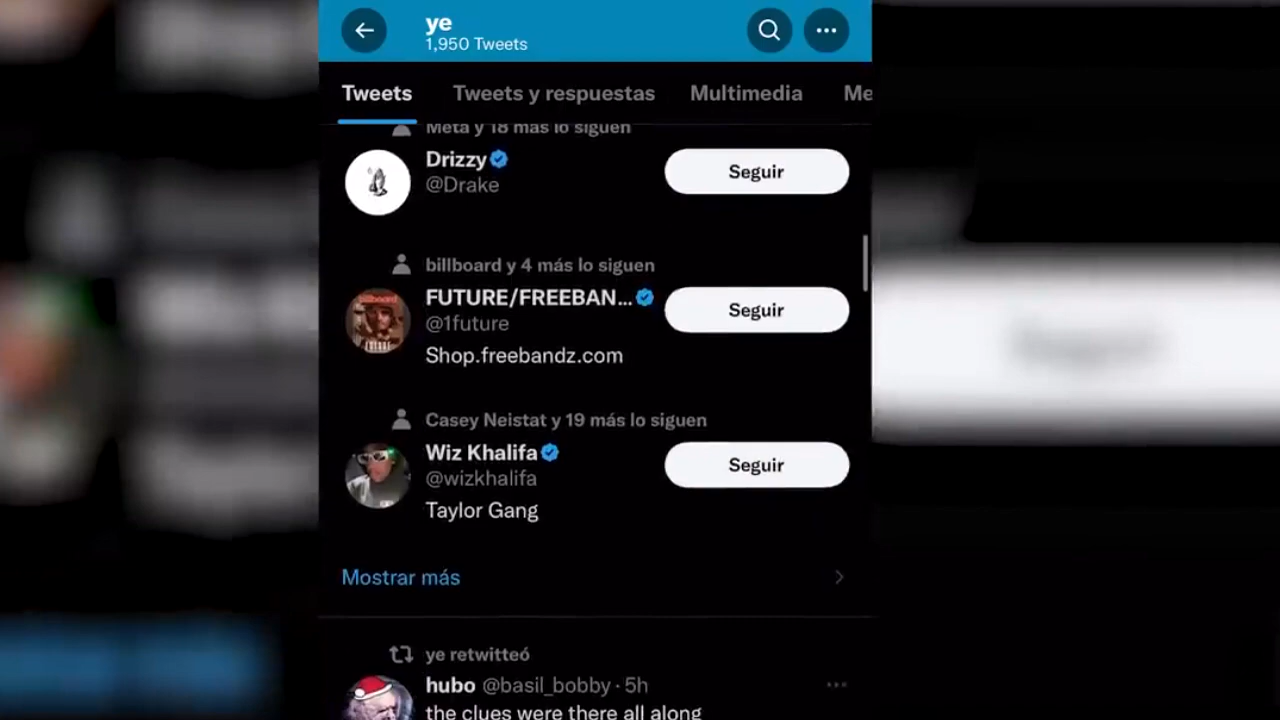 ye
1,950 Tweets
Tweets
Tweets y respuestas
Multimedia
Me
Meta y 18 más lo siguen
Drizzy
@Drake
Seguir
billboard y 4 más lo siguen
FUTURE/FREEBAN...
@1future
Seguir
Shop.freebandz.com
Casey Neistat y 19 más lo siguen
Wiz Khalifa
@wizkhalifa
Seguir
Taylor Gang
Mostrar más
ye retwitteó
hubo @basil_bobby · 5h
the clues were there all along